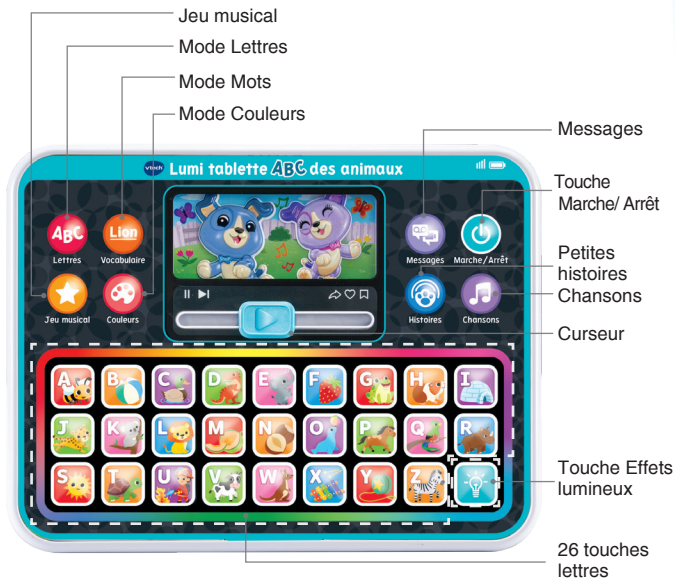 Jeu musical
Mode Lettres
Mode Mots
Mode Couleurs
Messages
Touche
Marche/ Arrêt
Petites
histoires
Chansons
Curseur
Touche Effets
lumineux
26 touches
lettres
vtech Lumi tablette ABC des animaux
ABC
Lion
Lettres
Vocabulaire
Messages
Marche/Arrêt
Jeu musical
Couleurs
Histoires
Chansons
A B C D E F G H I
J K L M N O P Q R
S T U V W X Y Z